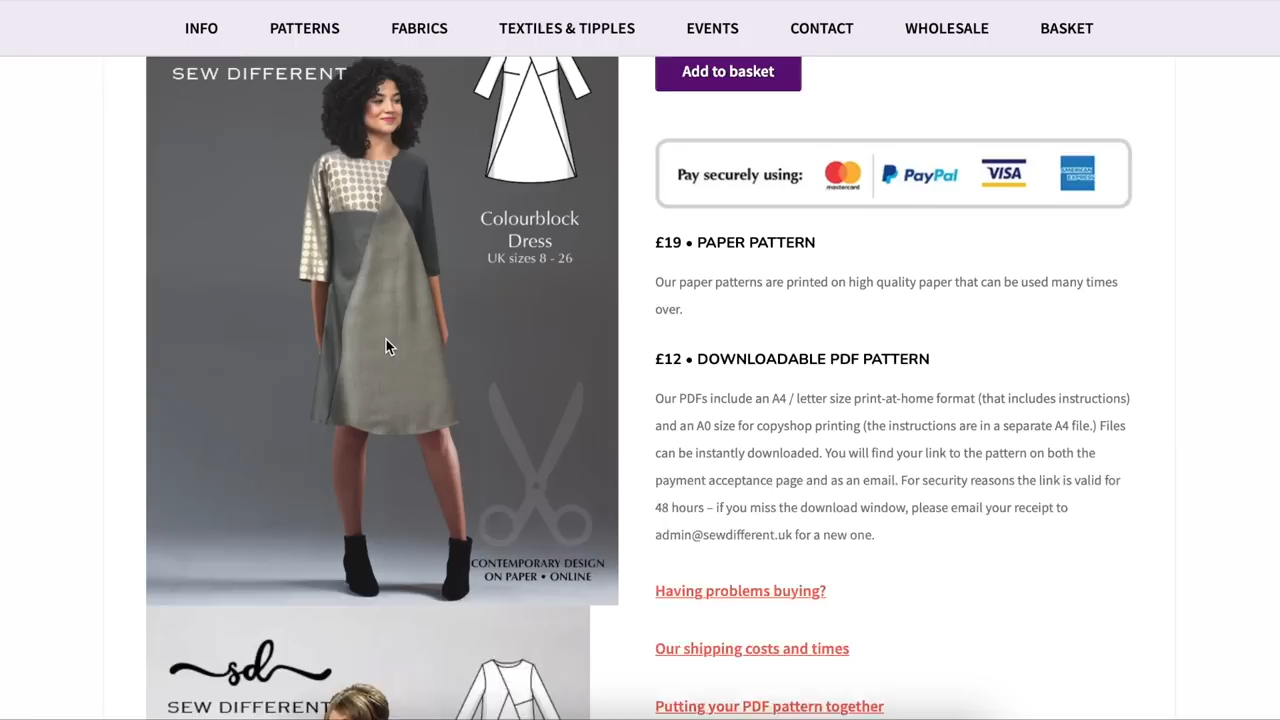 INFO PATTERNS FABRICS TEXTILES & TIPPLES EVENTS CONTACT WHOLESALE BASKET
SEW DIFFERENT
Colourblock
Dress
UK sizes 8 - 26
CONTEMPORARY DESIGN
ON PAPER • ONLINE
sd
SEW DIFFERENT
Add to basket
Pay securely using: mastercard PayPal VISA AMERICAN EXPRESS
£19 • PAPER PATTERN
Our paper patterns are printed on high quality paper that can be used many times
over.
£12 • DOWNLOADABLE PDF PATTERN
Our PDFs include an A4 / letter size print-at-home format (that includes instructions)
and an A0 size for copyshop printing (the instructions are in a separate A4 file.) Files
can be instantly downloaded. You will find your link to the pattern on both the
payment acceptance page and as an email. For security reasons the link is valid for
48 hours – if you miss the download window, please email your receipt to
admin@sewdifferent.uk for a new one.
Having problems buying?
Our shipping costs and times
Putting your PDF pattern together